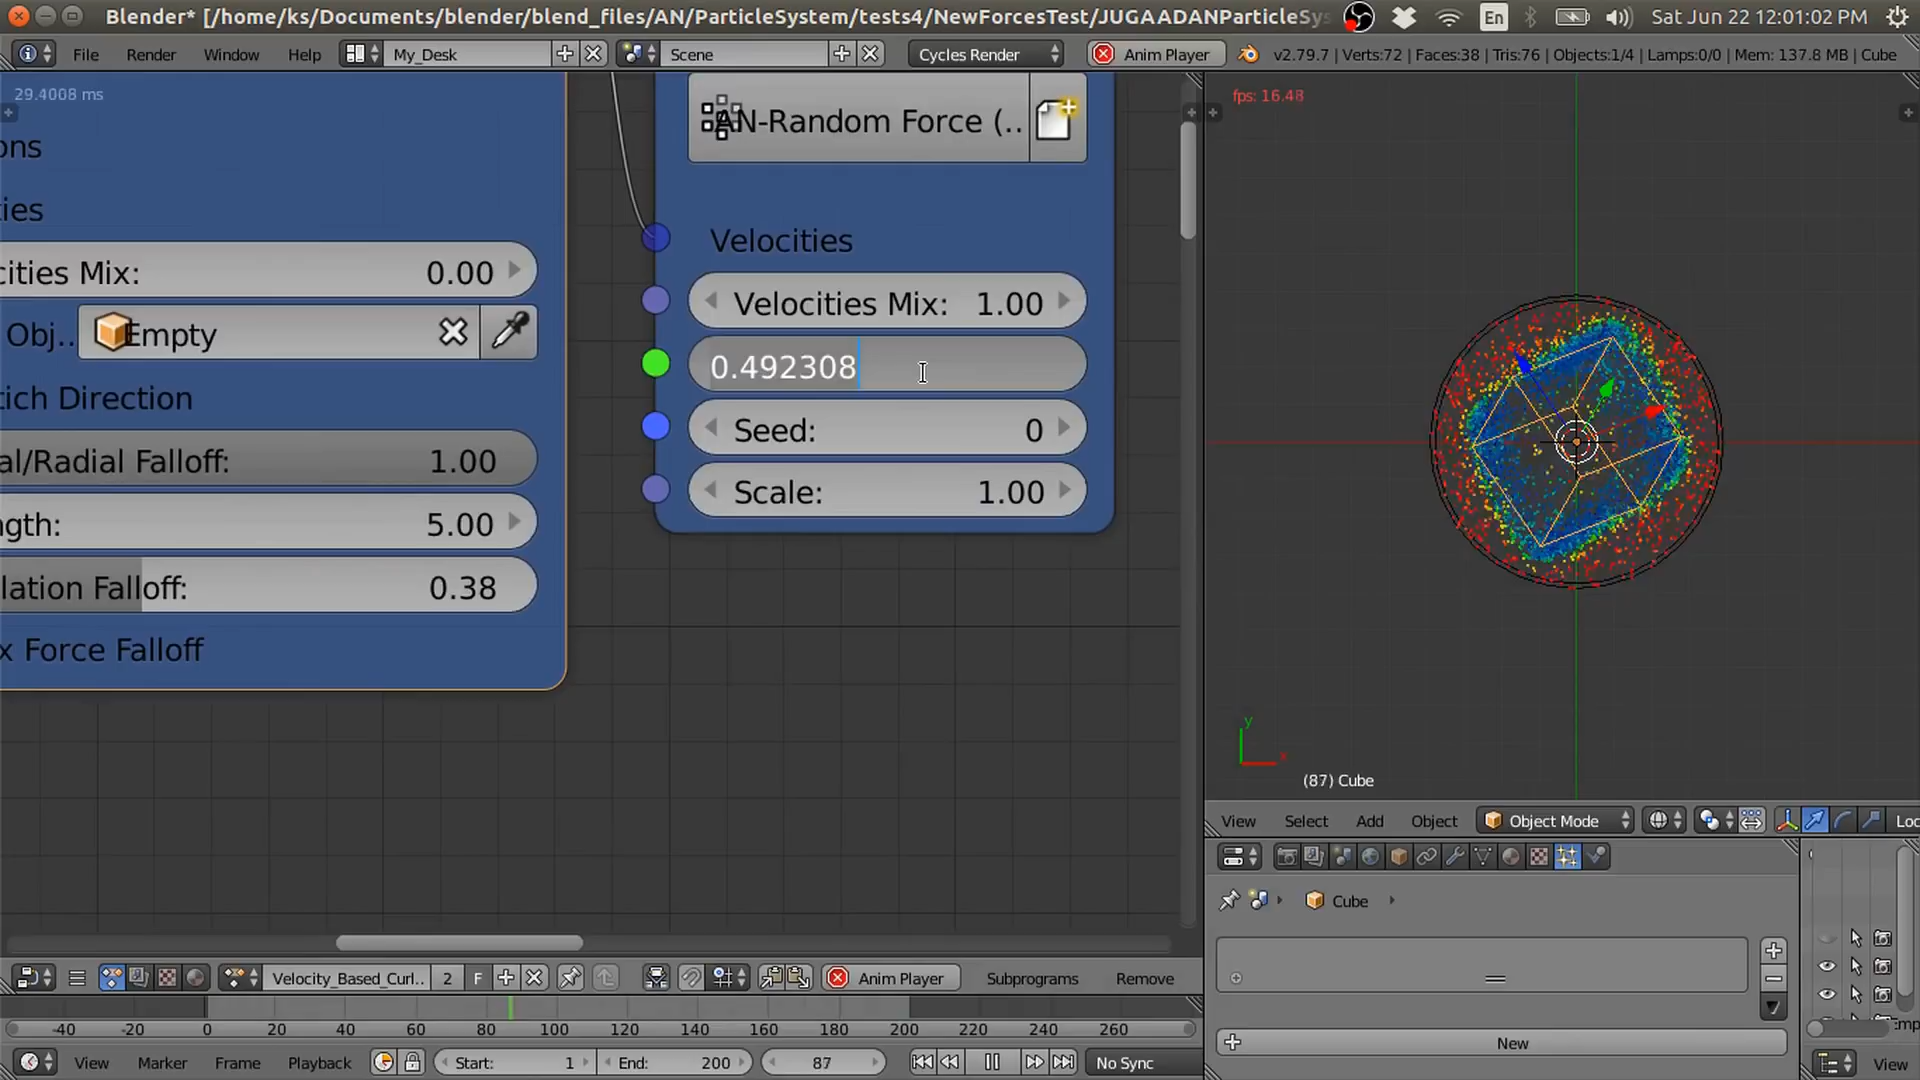 Blender* [/home/ks/Documents/blender/blend_files/AN/ParticleSystem/tests4/NewForcesTest/JUGAADANParticleSys
En
Sat Jun 22 12:01:02 PM
File
Render
Window
Help
My_Desk
Scene
Cycles Render
Anim Player
v2.79.7 | Verts:72 | Faces:38 | Tris:76 | Objects:1/4 | Lamps:0/0 | Mem: 137.8 MB | Cube
29.4008 ms
ons
ties
cities Mix: 0.00
Obj.. Empty
tich Direction
al/Radial Falloff: 1.00
ngth: 5.00
lation Falloff: 0.38
x Force Falloff
AN-Random Force (..
Velocities
Velocities Mix: 1.00
0.492308
Seed: 0
Scale: 1.00
fps: 16.48
y
x
(87) Cube
View
Select
Add
Object
Object Mode
Loc
Cube
New
Velocity_Based_Curl..
2
F
Anim Player
Subprograms
Remove
-40 -20 0 20 40 60 80 100 120 140 160 180 200 220 240 260
View
Marker
Frame
Playback
Start: 1
End: 200
87
No Sync
View